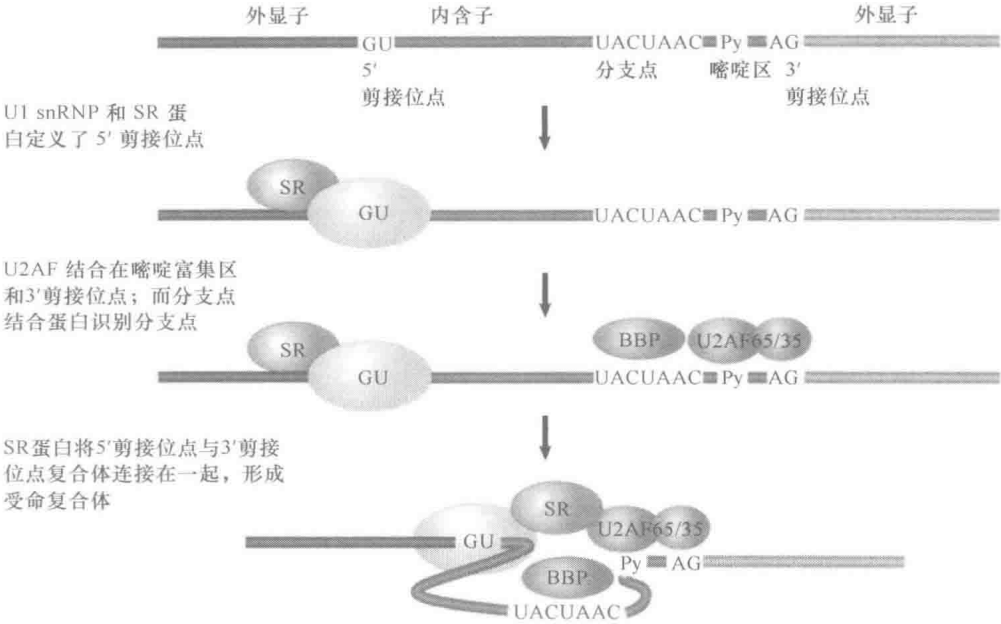 外显子 内含子 外显子
GU UACUAAC Py AG
5′ 分支点 嘧啶区 3′
剪接位点 剪接位点
U1 snRNP 和 SR 蛋
白定义了 5′ 剪接位点
SR
GU UACUAAC Py AG
U2AF 结合在嘧啶富集区
和3′剪接位点；而分支点
结合蛋白识别分支点
SR BBP U2AF65/35
GU UACUAAC Py AG
SR蛋白将5′剪接位点与3′剪接
位点复合体连接在一起，形成
受命复合体
SR U2AF65/35
GU
Py AG
BBP
UACUAAC